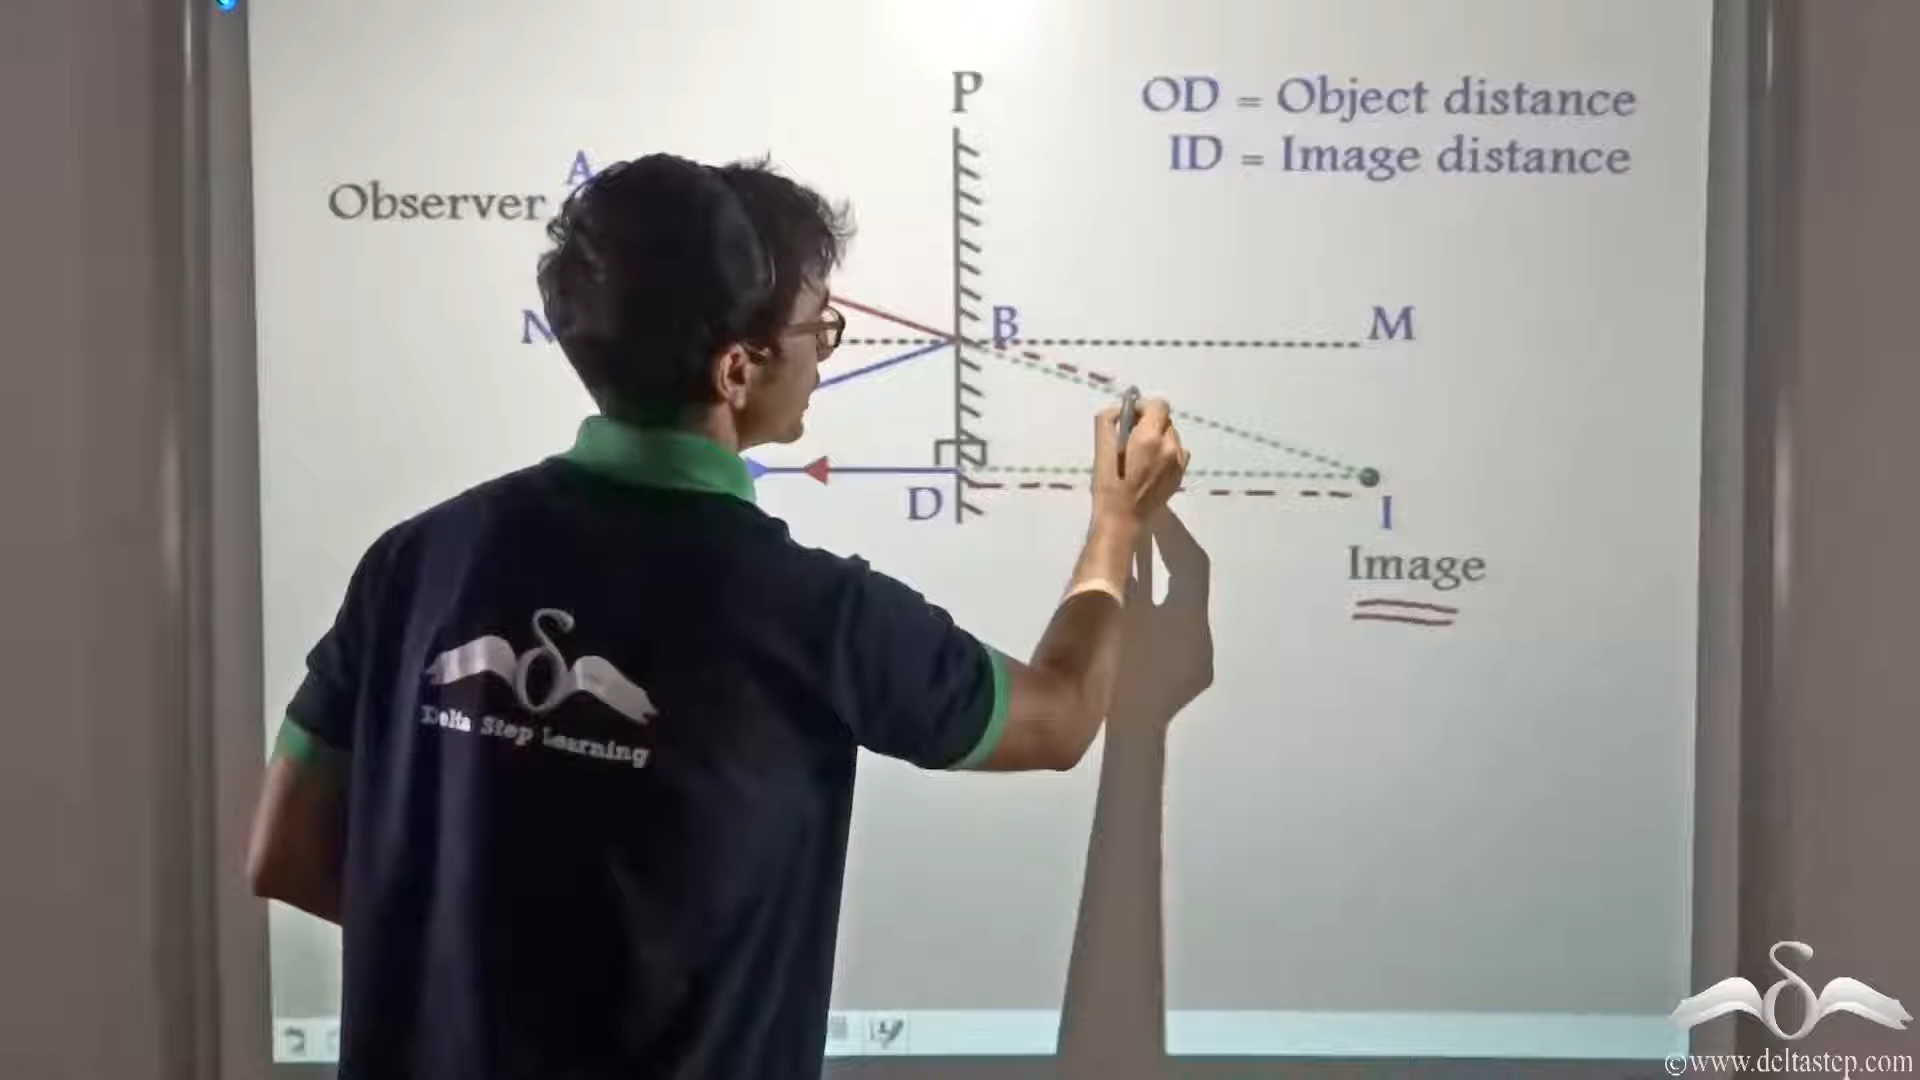 P
OD = Object distance
ID = Image distance
A
Observer
N
B
M
D
I
Image
Delta Step Learning
©www.deltastep.com